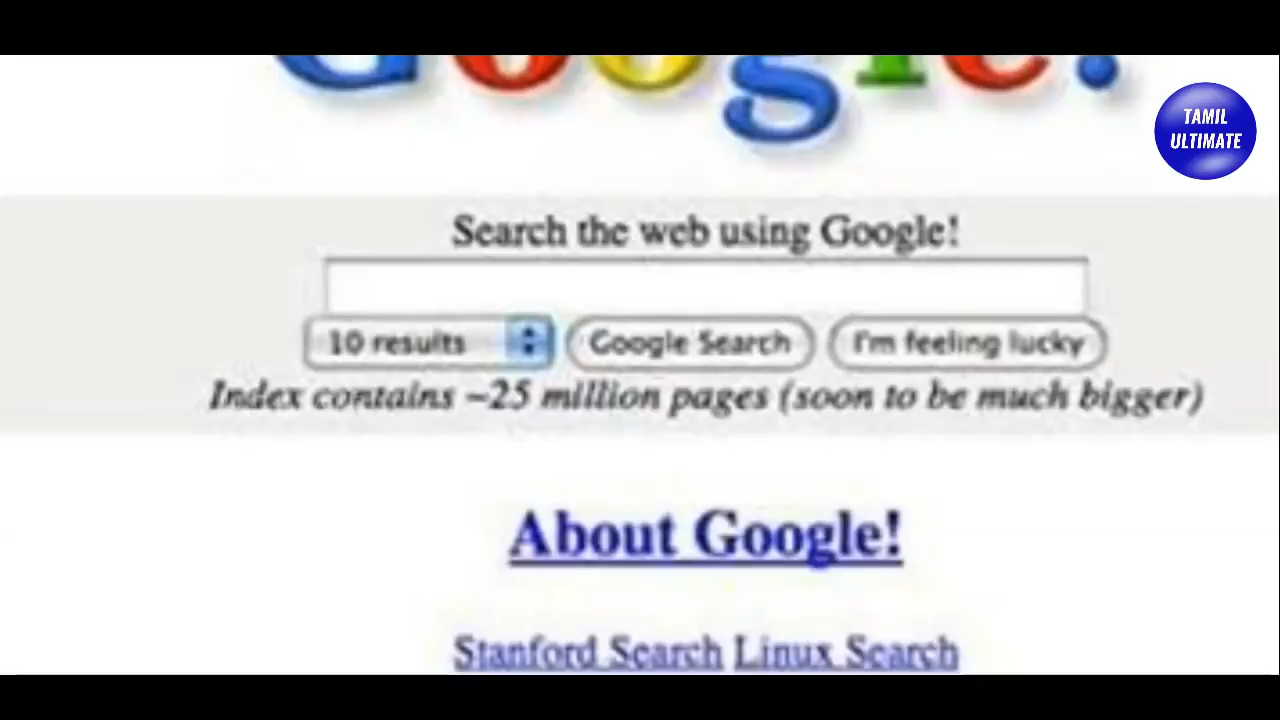 Google!
TAMIL
ULTIMATE
Search the web using Google!
10 results Google Search I'm feeling lucky
Index contains ~25 million pages (soon to be much bigger)
About Google!
Stanford Search Linux Search